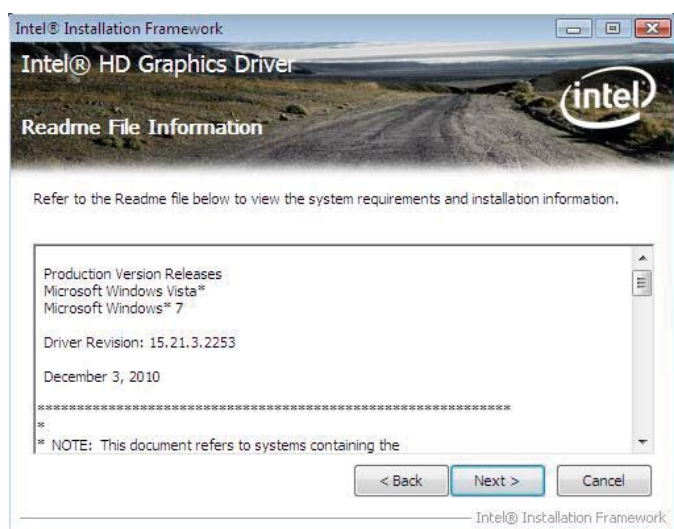 Intel® Installation Framework
Intel® HD Graphics Driver
intel
Readme File Information
Refer to the Readme file below to view the system requirements and installation information.
Production Version Releases
Microsoft Windows Vista*
Microsoft Windows* 7
Driver Revision: 15.21.3.2253
December 3, 2010
************************************************************
*
* NOTE: This document refers to systems containing the
< Back
Next >
Cancel
Intel® Installation Framework